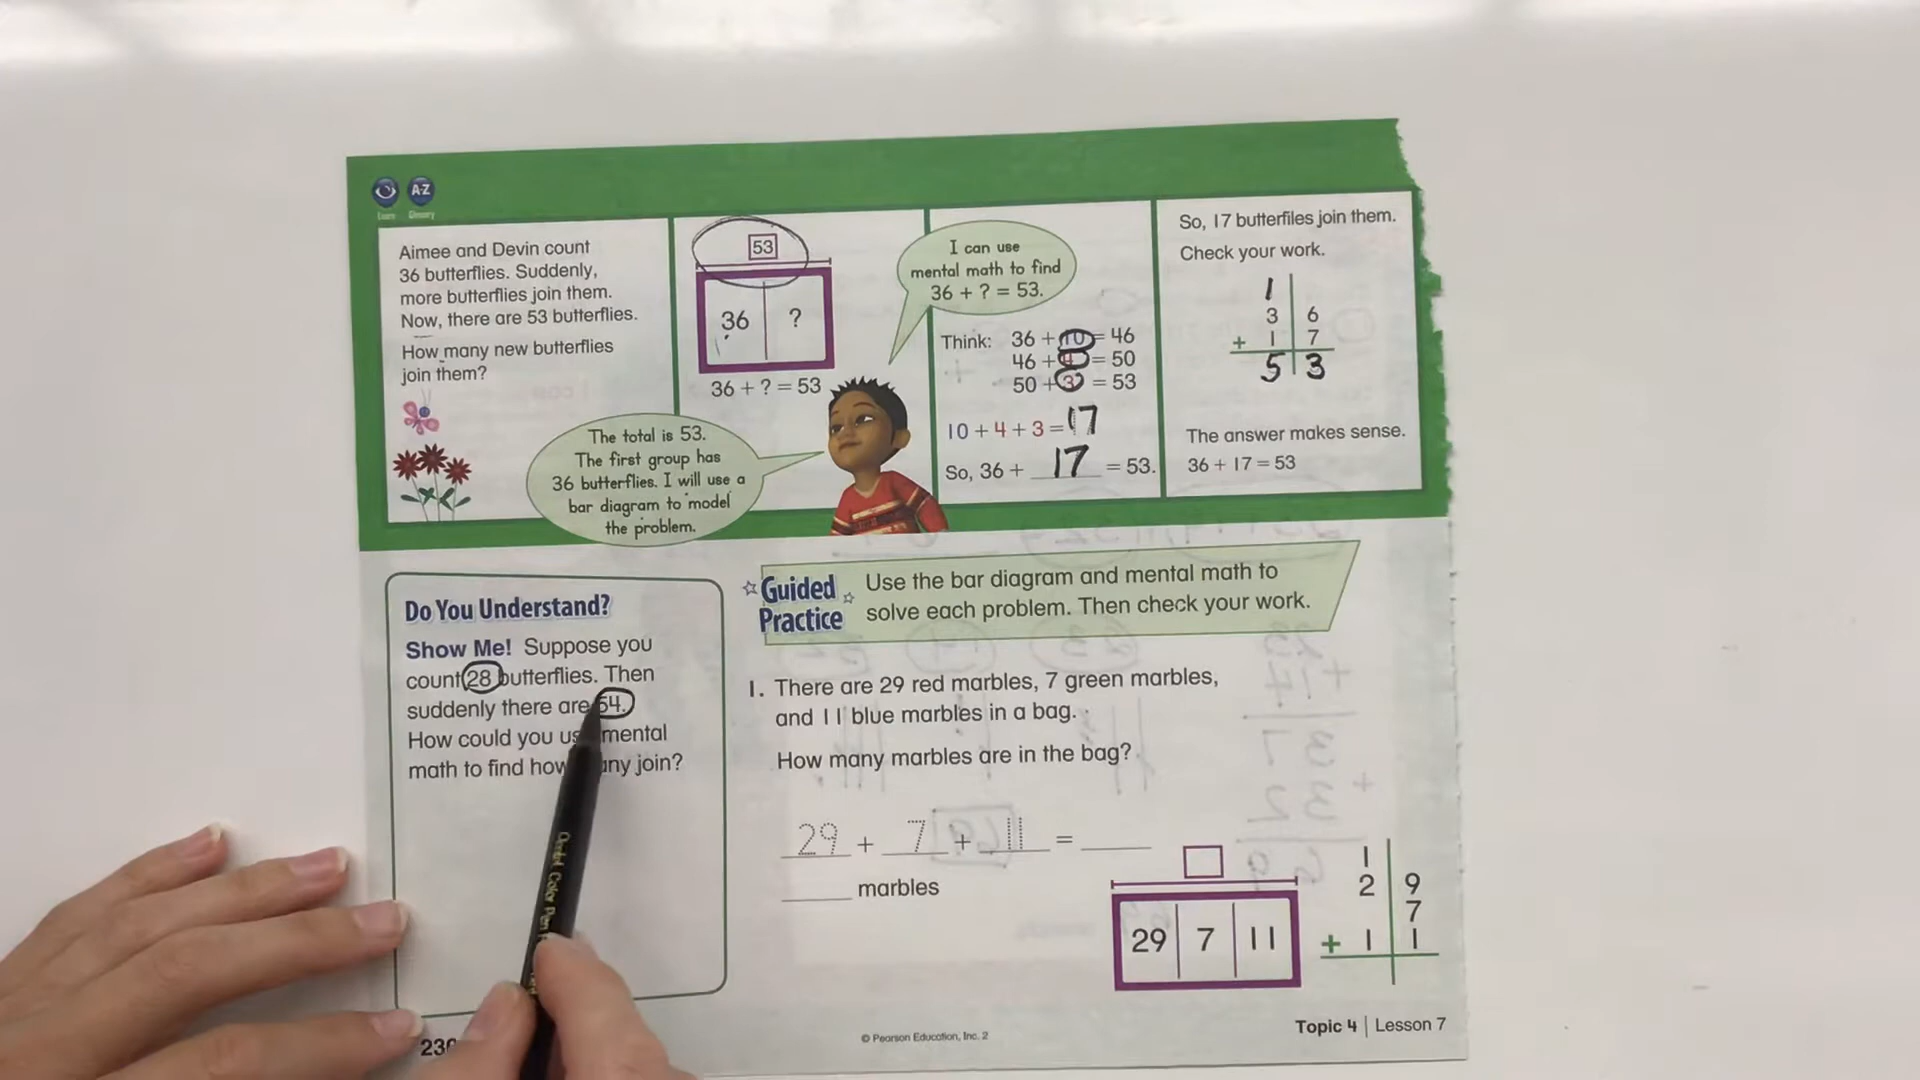 A-Z
Learn Glossary
Aimee and Devin count
36 butterflies. Suddenly,
more butterflies join them.
Now, there are 53 butterflies.
How many new butterflies
join them?
53
36 ?
36 + ? = 53
The total is 53.
The first group has
36 butterflies. I will use a
bar diagram to model
the problem.
I can use
mental math to find
36 + ? = 53.
Think: 36 + 10 = 46
46 + 4 = 50
50 + 3 = 53
10 + 4 + 3 = 17
So, 36 + 17 = 53.
So, 17 butterflies join them.
Check your work.
1
3 6
+ 1 7
5 3
The answer makes sense.
36 + 17 = 53
Do You Understand?
Show Me! Suppose you
count 28 butterflies. Then
suddenly there are 54.
How could you use mental
math to find how many join?
Guided
Practice
Use the bar diagram and mental math to
solve each problem. Then check your work.
1. There are 29 red marbles, 7 green marbles,
and 11 blue marbles in a bag.
How many marbles are in the bag?
29 + 7 + 11 =
marbles
29 7 11
1
2 9
7
+ 1 1
© Pearson Education, Inc. 2
Topic 4 | Lesson 7